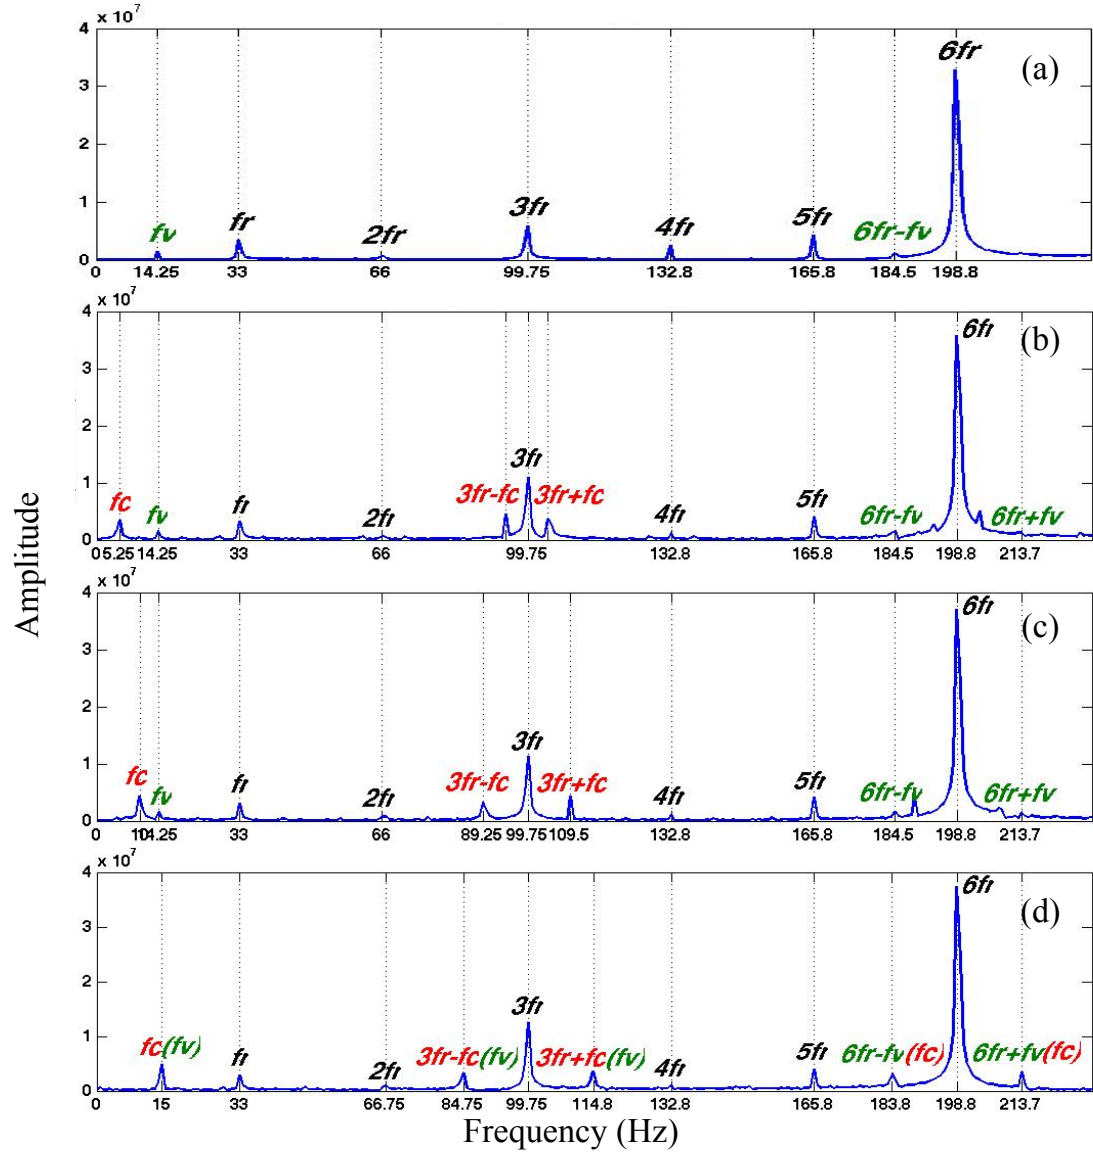 x 10^7
4
3
2
1
0
(a)
6fr
fv
fr
2fr
3fr
4fr
5fr
6fr-fv
0 14.25 33 66 99.75 132.8 165.8 184.5 198.8
x 10^7
4
3
2
1
0
(b)
6fr
fc
fv
fr
2fr
3fr-fc
3fr
3fr+fc
4fr
5fr
6fr-fv
6fr+fv
0 5.25 14.25 33 66 99.75 132.8 165.8 184.5 198.8 213.7
Amplitude
x 10^7
4
3
2
1
0
(c)
6fr
fc
fv
fr
2fr
3fr-fc
3fr
3fr+fc
4fr
5fr
6fr-fv
6fr+fv
0 10 14.25 33 66 89.25 99.75 109.5 132.8 165.8 184.5 198.8 213.7
x 10^7
4
3
2
1
0
(d)
6fr
fc(fv)
fr
2fr
3fr-fc(fv)
3fr
3fr+fc(fv)
4fr
5fr
6fr-fv(fc)
6fr+fv(fc)
0 15 33 66.75 84.75 99.75 114.8 132.8 165.8 183.8 198.8 213.7
Frequency (Hz)